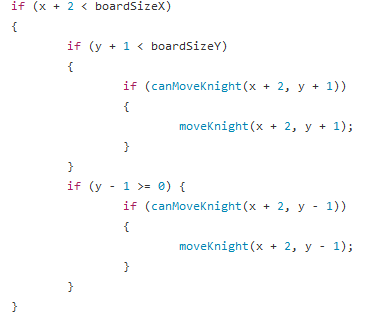 if (x + 2 < boardSizeX)
{
        if (y + 1 < boardSizeY)
        {
                if (canMoveKnight(x + 2, y + 1))
                {
                        moveKnight(x + 2, y + 1);
                }
        }
        if (y - 1 >= 0) {
                if (canMoveKnight(x + 2, y - 1))
                {
                        moveKnight(x + 2, y - 1);
                }
        }
}